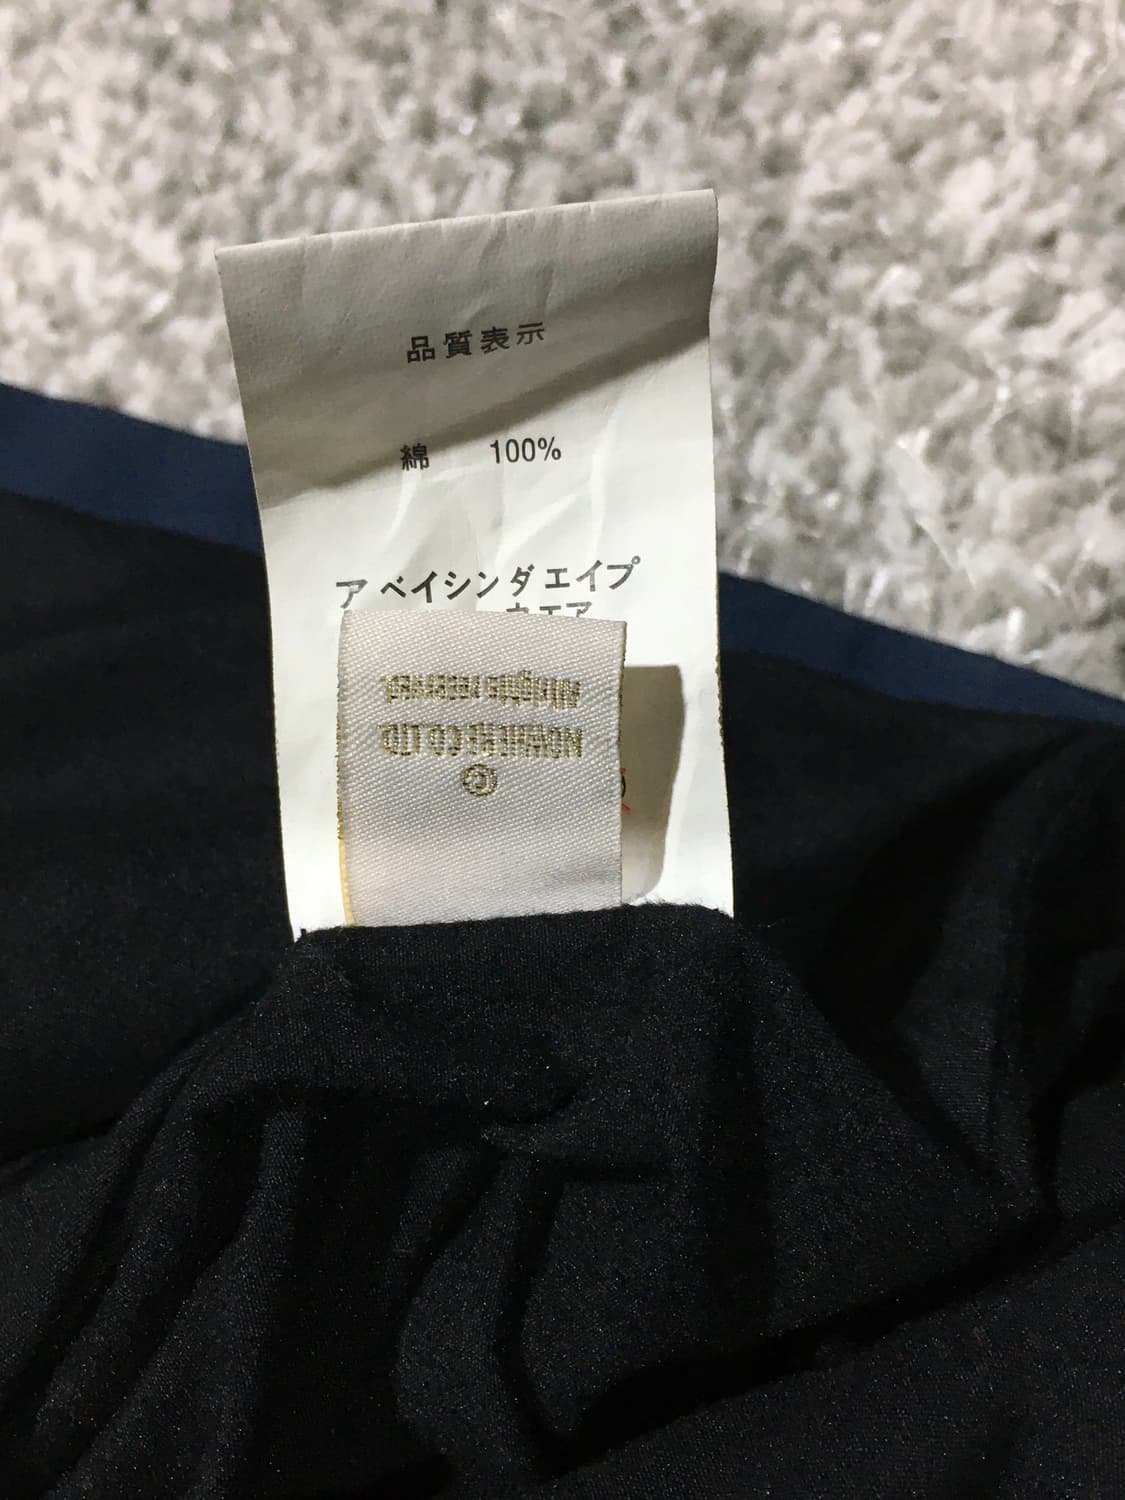 品質表示
綿 100%
ア ベイシンダ エイプ
ウエア
All rights reserved.
NOWHERE CO LTD.
©